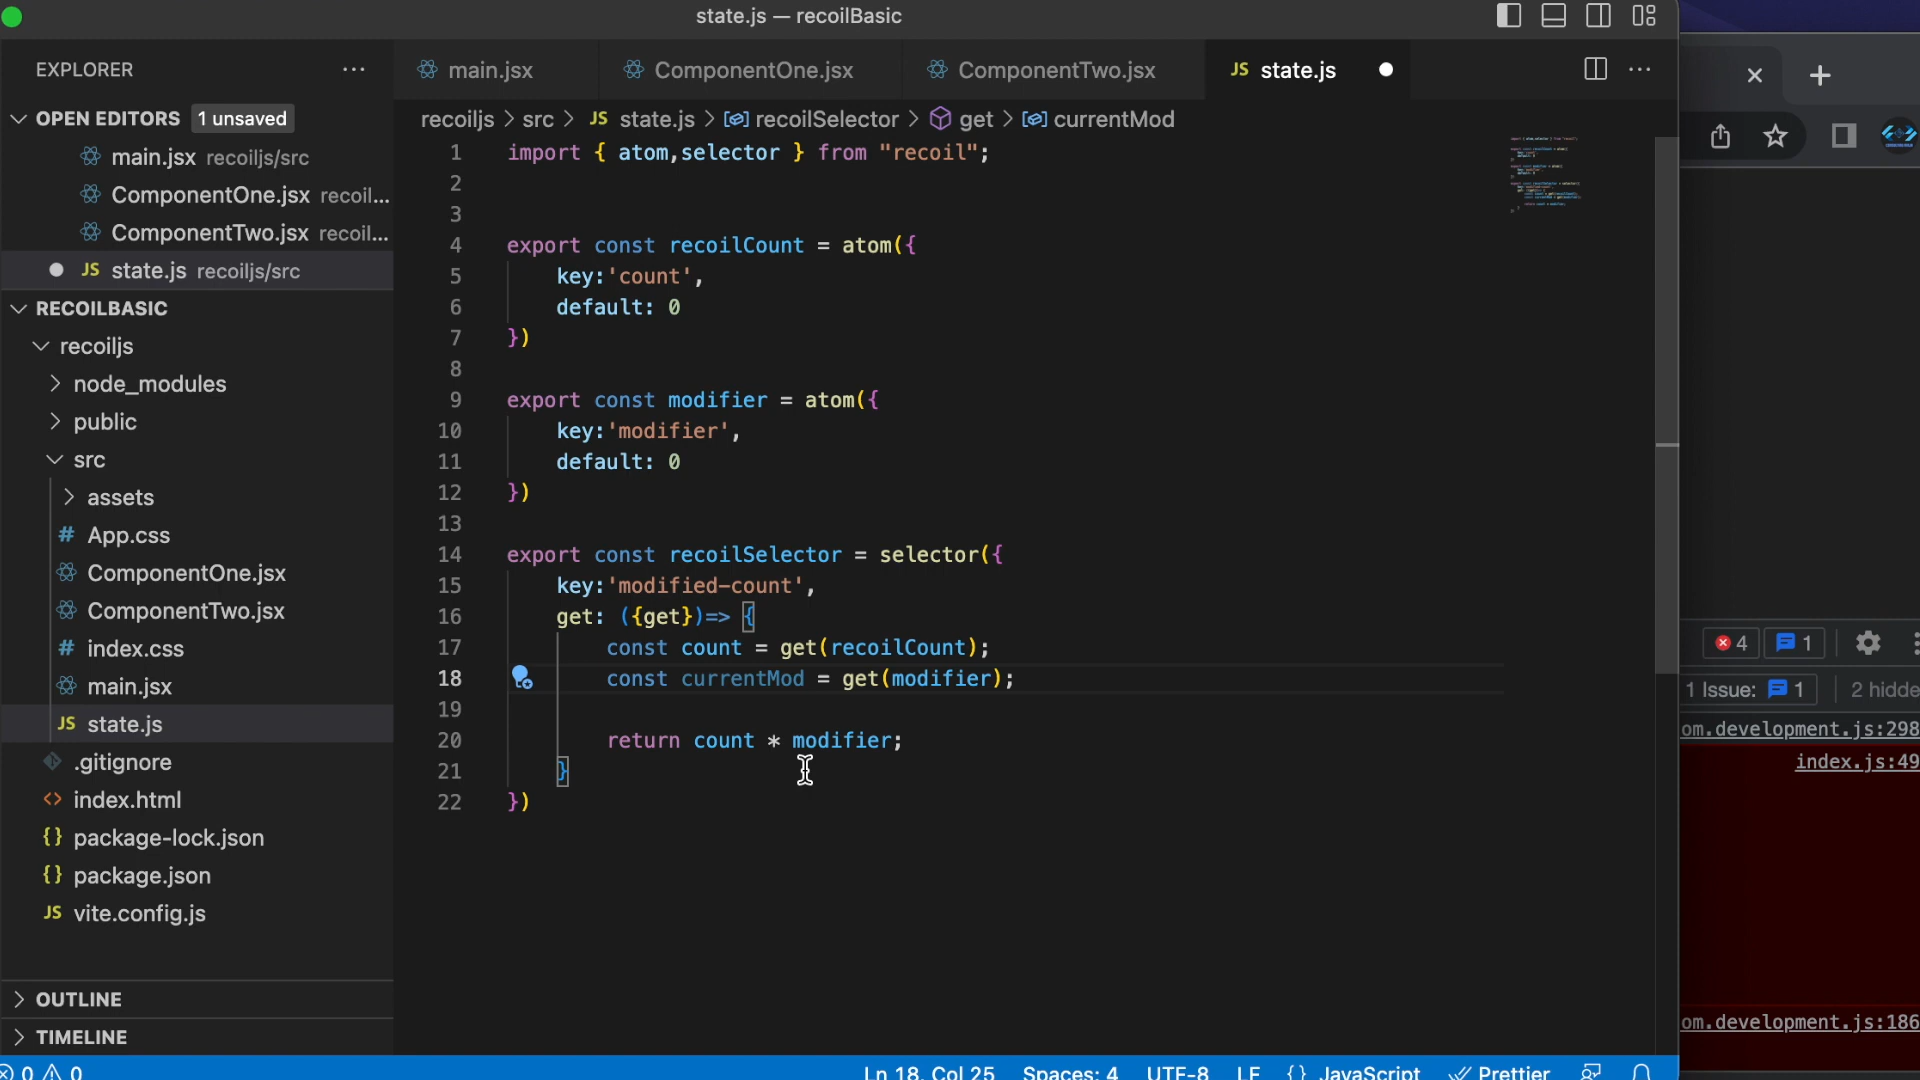 state.js — recoilBasic
EXPLORER
OPEN EDITORS 1 unsaved
main.jsx recoiljs/src
ComponentOne.jsx recoil...
ComponentTwo.jsx recoil...
JS state.js recoiljs/src
RECOILBASIC
recoiljs
node_modules
public
src
assets
# App.css
ComponentOne.jsx
ComponentTwo.jsx
# index.css
main.jsx
JS state.js
.gitignore
<> index.html
{} package-lock.json
{} package.json
JS vite.config.js
OUTLINE
TIMELINE
main.jsx ComponentOne.jsx ComponentTwo.jsx JS state.js
recoiljs > src > JS state.js > recoilSelector > get > currentMod
1 import { atom,selector } from "recoil";
2
3
4 export const recoilCount = atom({
5 key:'count',
6 default: 0
7 })
8
9 export const modifier = atom({
10 key:'modifier',
11 default: 0
12 })
13
14 export const recoilSelector = selector({
15 key:'modified-count',
16 get: ({get})=> {
17 const count = get(recoilCount);
18 const currentMod = get(modifier);
19
20 return count * modifier;
21 }
22 })
4 1
1 Issue: 1 2 hidde
om.development.js:298
index.js:49
om.development.js:186
0 0 Ln 18, Col 25 Spaces: 4 UTF-8 LF {} JavaScript Prettier